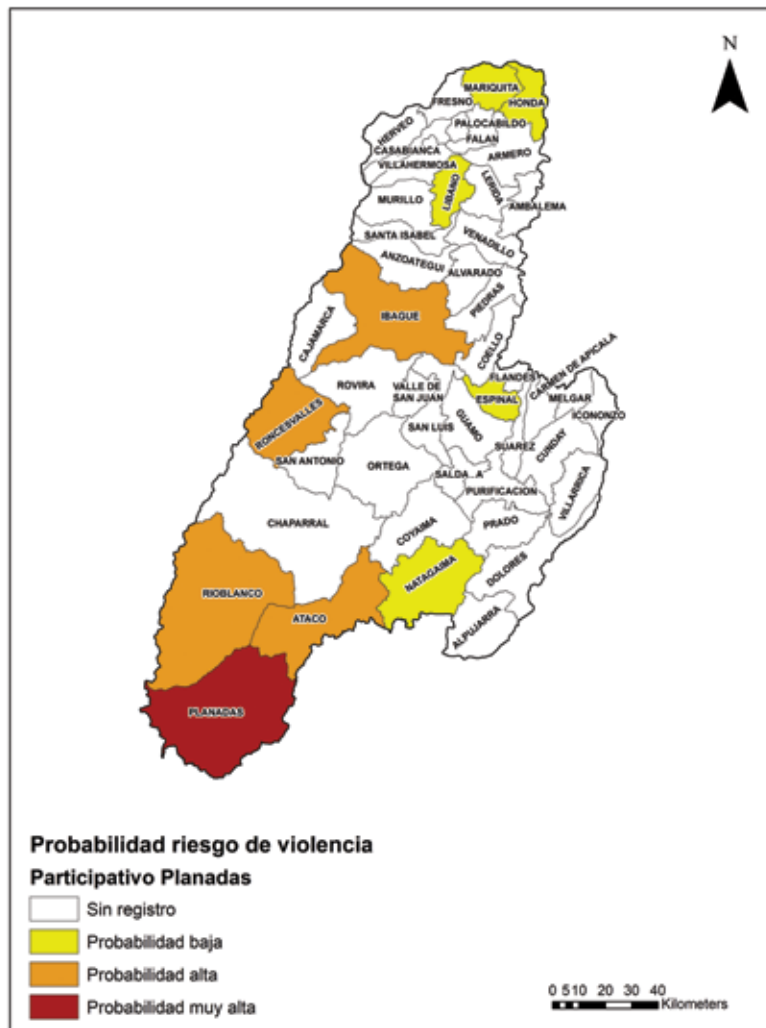 N
MARIQUITA
FRESNO
HONDA
HERVEO
PALOCABILDO
FALAN
CASABIANCA
ARMERO
VILLAHERMOSA
MURILLO
LIBANO
LERIDA
AMBALEMA
SANTA ISABEL
VENADILLO
ANZOATEGUI
ALVARADO
PIEDRAS
IBAGUE
CAJAMARCA
COELLO
CARMEN DE APICALA
FLANDES
ROVIRA
VALLE DE
SAN JUAN
ESPINAL
MELGAR
ICONONZO
RONCESVALLES
SAN LUIS
GUAMO
SUAREZ
CUNDAY
SAN ANTONIO
ORTEGA
SALDA..A
PURIFICACION
VILLARRICA
CHAPARRAL
COYAIMA
PRADO
NATAGAIMA
DOLORES
RIOBLANCO
ATACO
ALPUJARRA
PLANADAS
Probabilidad riesgo de violencia
Participativo Planadas
Sin registro
Probabilidad baja
Probabilidad alta
Probabilidad muy alta
0 5 10 20 30 40
Kilometers